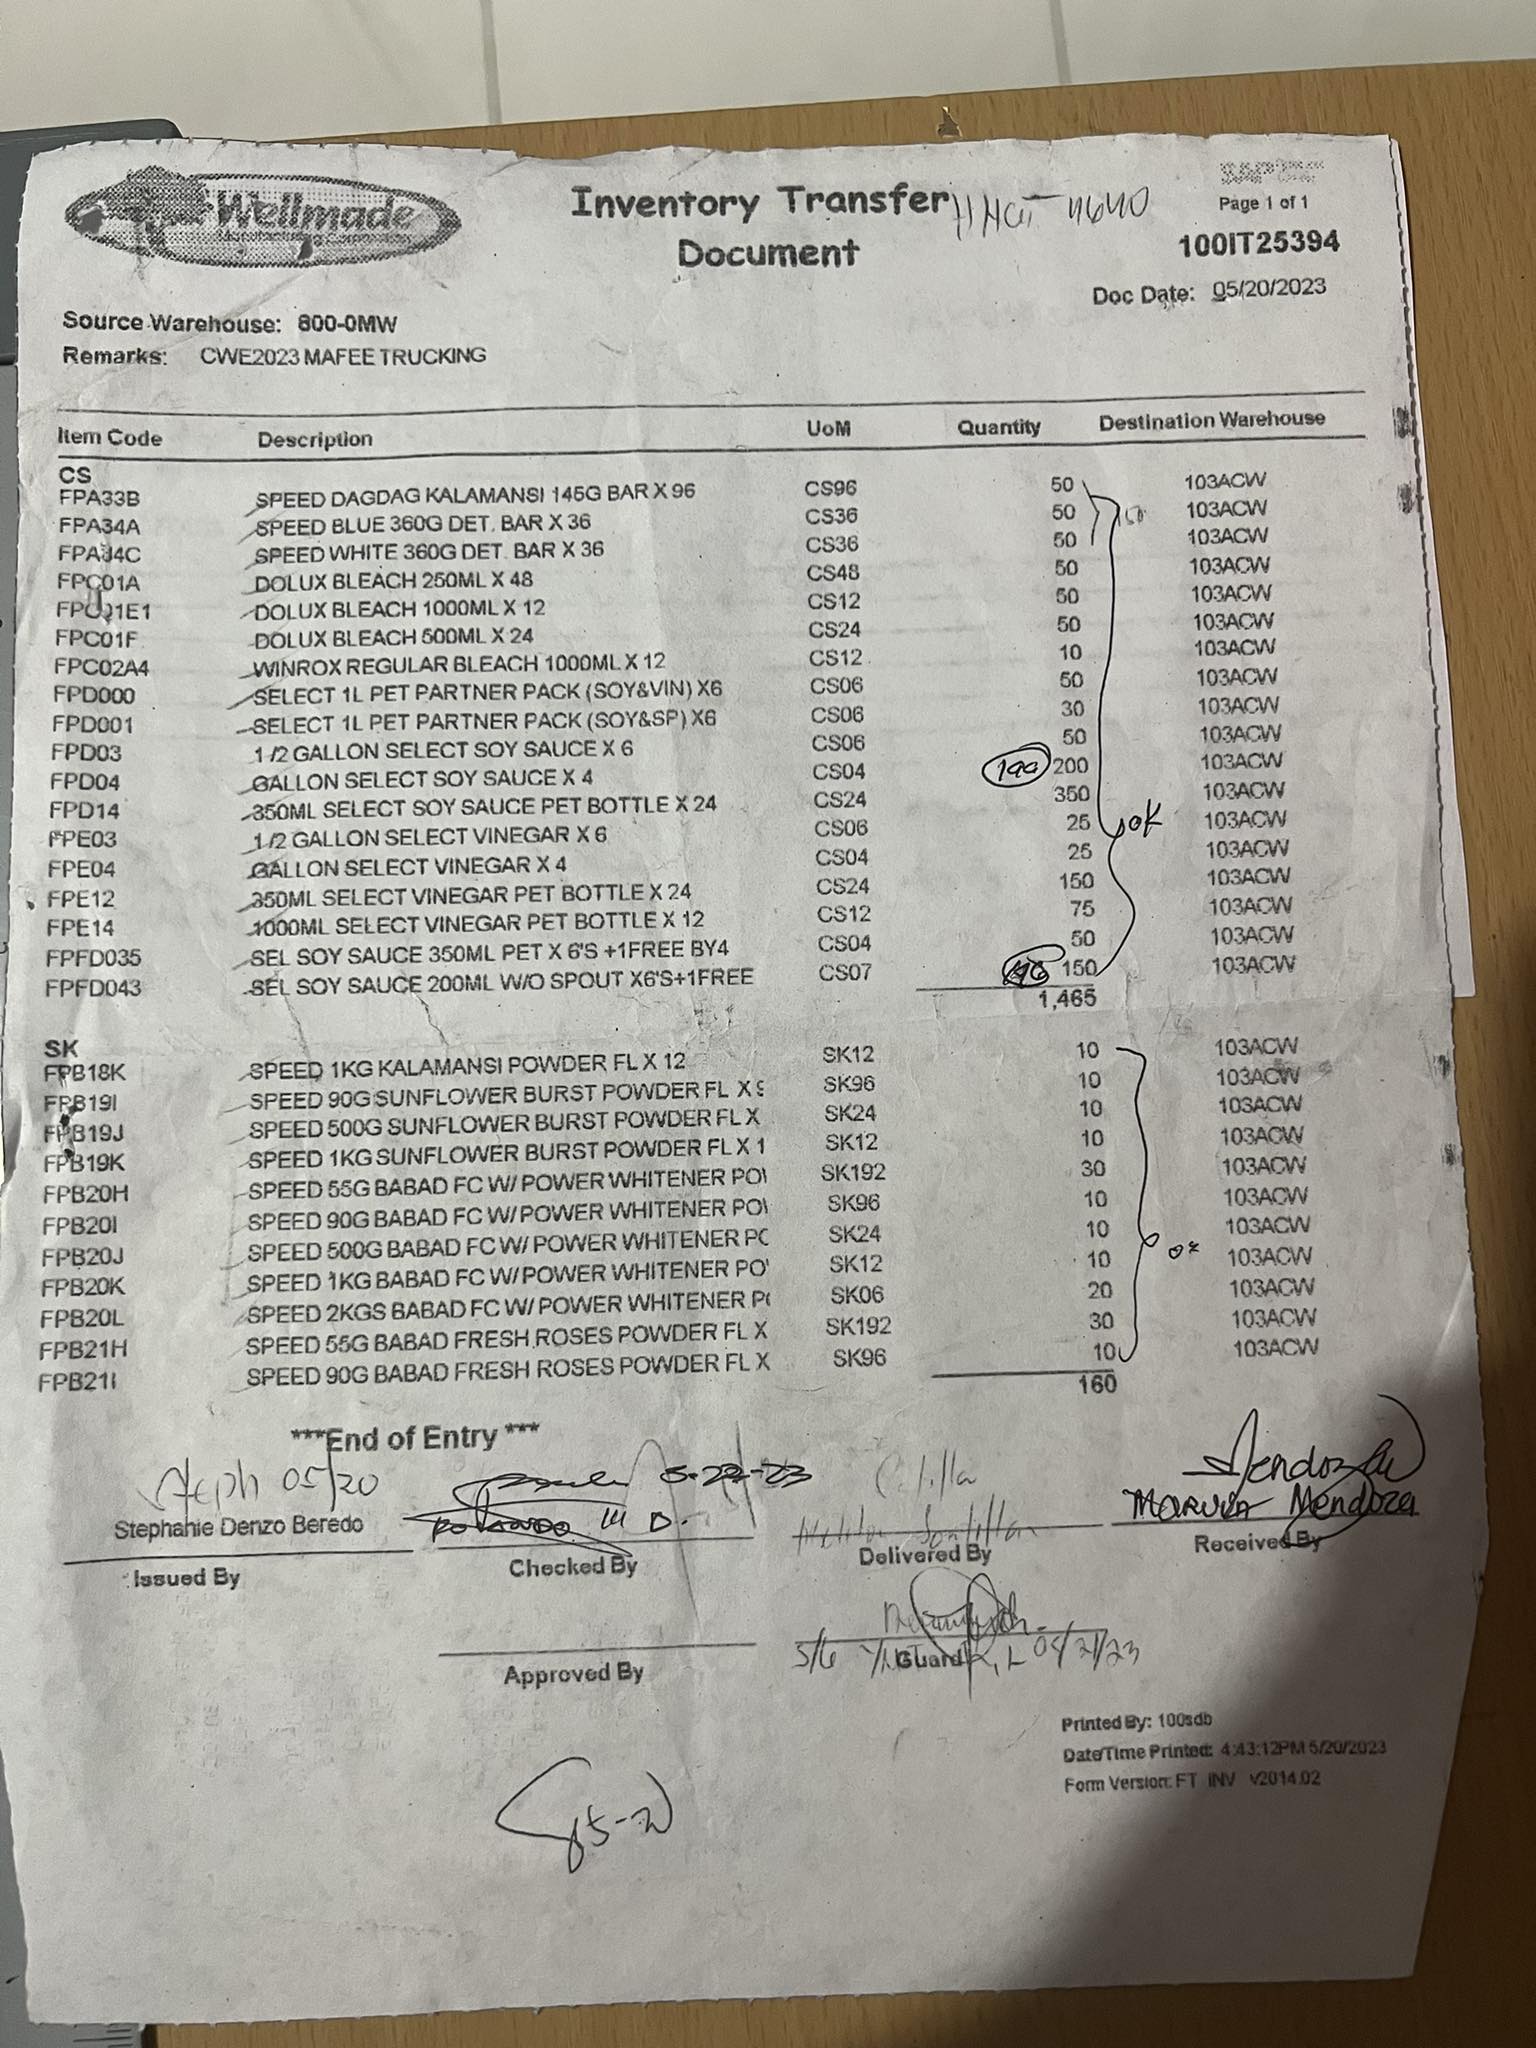 Wellmade
Manufacturing Corporation
Inventory Transfer
Document
Page 1 of 1
100IT25394
Doc Date: 05/20/2023
Source Warehouse: 800-0MW
Remarks: CWE2023 MAFEE TRUCKING
Item Code Description UoM Quantity Destination Warehouse
CS
FPA33B SPEED DAGDAG KALAMANSI 145G BAR X 96 CS96 50 103ACW
FPA34A SPEED BLUE 360G DET. BAR X 36 CS36 50 103ACW
FPA34C SPEED WHITE 360G DET. BAR X 36 CS36 50 103ACW
FPC01A DOLUX BLEACH 250ML X 48 CS48 50 103ACW
FPC01E1 DOLUX BLEACH 1000ML X 12 CS12 50 103ACW
FPC01F DOLUX BLEACH 500ML X 24 CS24 50 103ACW
FPC02A4 WINROX REGULAR BLEACH 1000ML X 12 CS12 10 103ACW
FPD000 SELECT 1L PET PARTNER PACK (SOY&VIN) X6 CS06 50 103ACW
FPD001 SELECT 1L PET PARTNER PACK (SOY&SP) X6 CS06 30 103ACW
FPD03 1 /2 GALLON SELECT SOY SAUCE X 6 CS06 50 103ACW
FPD04 GALLON SELECT SOY SAUCE X 4 CS04 199 200 103ACW
FPD14 350ML SELECT SOY SAUCE PET BOTTLE X 24 CS24 350 103ACW
FPE03 1 /2 GALLON SELECT VINEGAR X 6 CS06 25 OK 103ACW
FPE04 GALLON SELECT VINEGAR X 4 CS04 25 103ACW
FPE12 350ML SELECT VINEGAR PET BOTTLE X 24 CS24 150 103ACW
FPE14 1000ML SELECT VINEGAR PET BOTTLE X 12 CS12 75 103ACW
FPFD035 SEL SOY SAUCE 350ML PET X 6'S +1FREE BY4 CS04 50 103ACW
FPFD043 SEL SOY SAUCE 200ML W/O SPOUT X6'S+1FREE CS07 150 103ACW
1,465
SK
FPB18K SPEED 1KG KALAMANSI POWDER FL X 12 SK12 10 103ACW
FPB19I SPEED 90G SUNFLOWER BURST POWDER FL X 9 SK96 10 103ACW
FPB19J SPEED 500G SUNFLOWER BURST POWDER FL X SK24 10 103ACW
FPB19K SPEED 1KG SUNFLOWER BURST POWDER FL X 1 SK12 10 103ACW
FPB20H SPEED 55G BABAD FC W/ POWER WHITENER PO SK192 30 103ACW
FPB20I SPEED 90G BABAD FC W/ POWER WHITENER PO SK96 10 103ACW
FPB20J SPEED 500G BABAD FC W/ POWER WHITENER PO SK24 10 103ACW
FPB20K SPEED 1KG BABAD FC W/ POWER WHITENER PO SK12 10 103ACW
FPB20L SPEED 2KGS BABAD FC W/ POWER WHITENER P SK06 20 103ACW
FPB21H SPEED 55G BABAD FRESH ROSES POWDER FL X SK192 30 103ACW
FPB21I SPEED 90G BABAD FRESH ROSES POWDER FL X SK96 10 103ACW
160
***End of Entry ***
Steph 05/20 5-22-23 Mendoza
Stephanie Denzo Beredo Mendoza
Issued By Checked By Delivered By Received By
Approved By Guard
05/21/23
Printed By: 100sdb
Date/Time Printed: 4:43:12PM 5/20/2023
Form Version: FT INV v2014.02